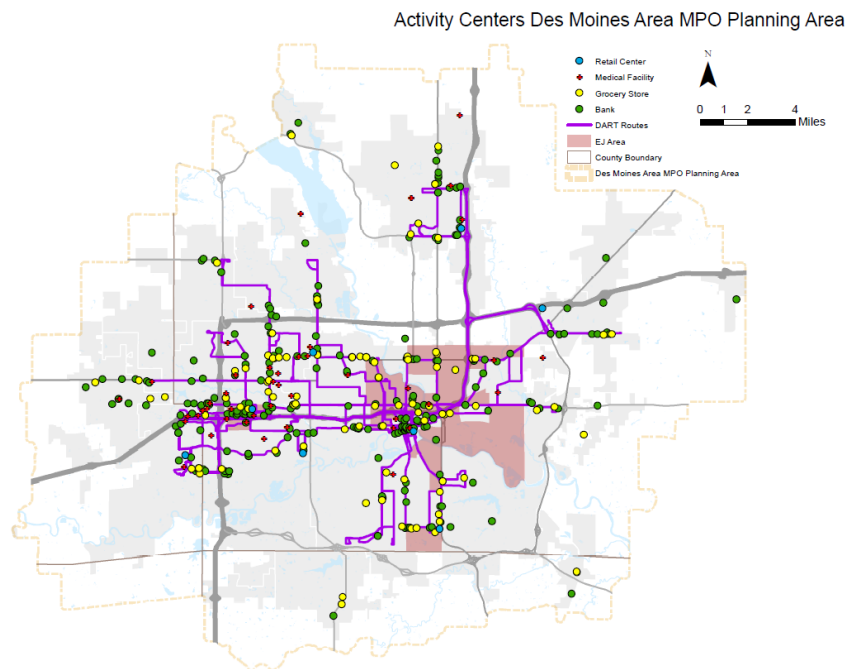 Activity Centers Des Moines Area MPO Planning Area
Retail Center
Medical Facility
Grocery Store
Bank
DART Routes
EJ Area
County Boundary
Des Moines Area MPO Planning Area
N
0 1 2 4
Miles